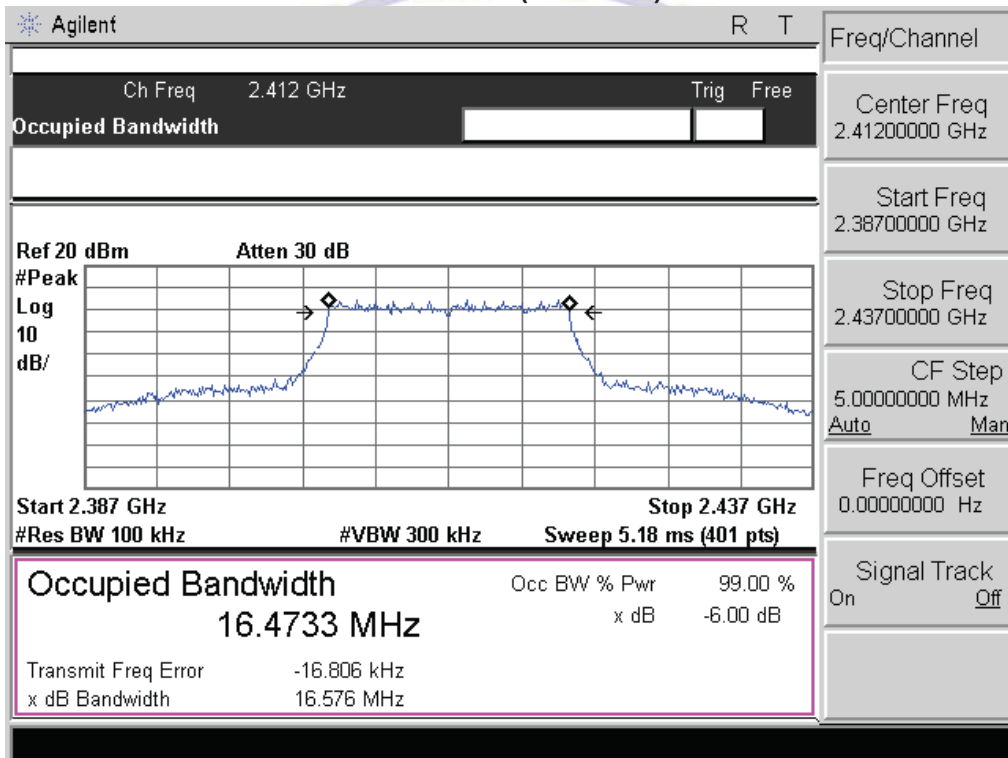 Agilent R T
Ch Freq 2.412 GHz Trig Free
Occupied Bandwidth
Ref 20 dBm Atten 30 dB
#Peak
Log
10
dB/
Start 2.387 GHz Stop 2.437 GHz
#Res BW 100 kHz #VBW 300 kHz Sweep 5.18 ms (401 pts)
Occupied Bandwidth
16.4733 MHz
Occ BW % Pwr 99.00 %
x dB -6.00 dB
Transmit Freq Error -16.806 kHz
x dB Bandwidth 16.576 MHz
Freq/Channel
Center Freq
2.41200000 GHz
Start Freq
2.38700000 GHz
Stop Freq
2.43700000 GHz
CF Step
5.00000000 MHz
Auto Man
Freq Offset
0.00000000 Hz
Signal Track
On Off